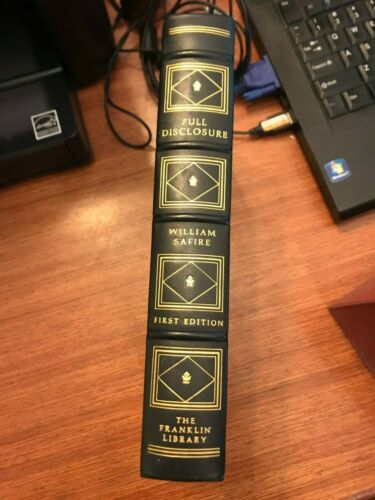 FULL
DISCLOSURE
WILLIAM
SAFIRE
FIRST EDITION
THE
FRANKLIN
LIBRARY